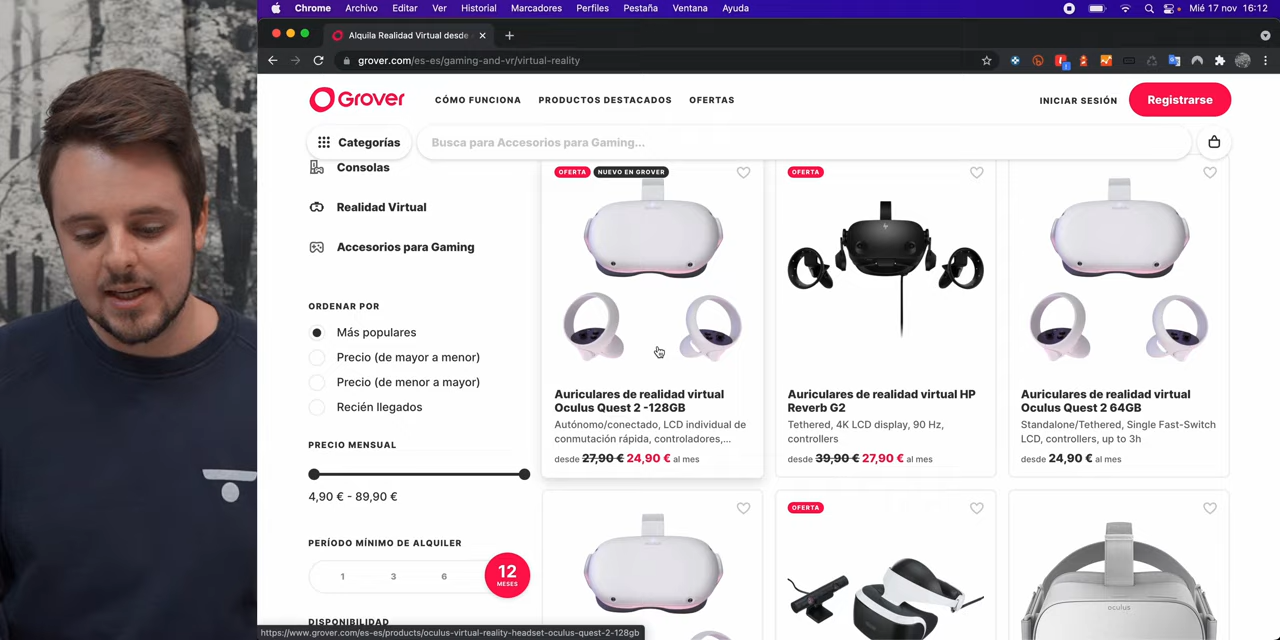 Chrome Archivo Editar Ver Historial Marcadores Perfiles Pestaña Ventana Ayuda Mié 17 nov 16:12
Alquila Realidad Virtual desde
grover.com/es-es/gaming-and-vr/virtual-reality
Grover CÓMO FUNCIONA PRODUCTOS DESTACADOS OFERTAS INICIAR SESIÓN Registrarse
Categorías Busca para Accesorios para Gaming...
Consolas
Realidad Virtual
Accesorios para Gaming
ORDENAR POR
Más populares
Precio (de mayor a menor)
Precio (de menor a mayor)
Recién llegados
PRECIO MENSUAL
4,90 € - 89,90 €
PERÍODO MÍNIMO DE ALQUILER
1 3 6 12
MESES
DISPONIBILIDAD
OFERTA NUEVO EN GROVER
Auriculares de realidad virtual
Oculus Quest 2 -128GB
Autónomo/conectado, LCD individual de
conmutación rápida, controladores,...
desde 27,90 € 24,90 € al mes
OFERTA
Auriculares de realidad virtual HP
Reverb G2
Tethered, 4K LCD display, 90 Hz,
controllers
desde 39,90 € 27,90 € al mes
Auriculares de realidad virtual
Oculus Quest 2 64GB
Standalone/Tethered, Single Fast-Switch
LCD, controllers, up to 3h
desde 24,90 € al mes
OFERTA
oculus
https://www.grover.com/es-es/products/oculus-virtual-reality-headset-oculus-quest-2-128gb